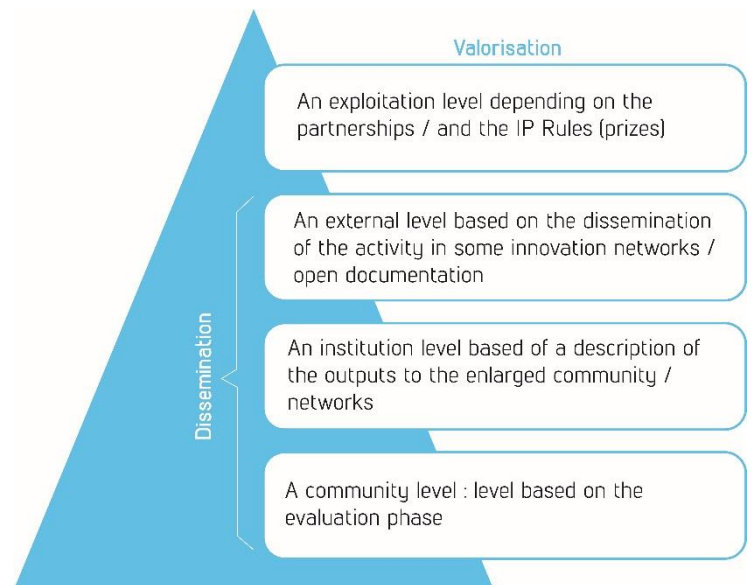 Valorisation
An exploitation level depending on the
partnerships / and the IP Rules (prizes)
An external level based on the dissemination
of the activity in some innovation networks /
open documentation
Dissemination
An institution level based of a description of
the outputs to the enlarged community /
networks
A community level : level based on the
evaluation phase